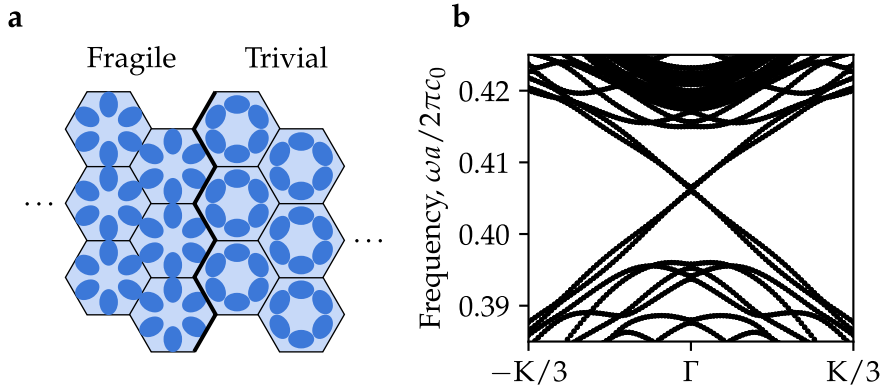 a
Fragile Trivial
... ...
b
Frequency, ωa/2πc₀
0.42
0.41
0.40
0.39
−K/3 Γ K/3